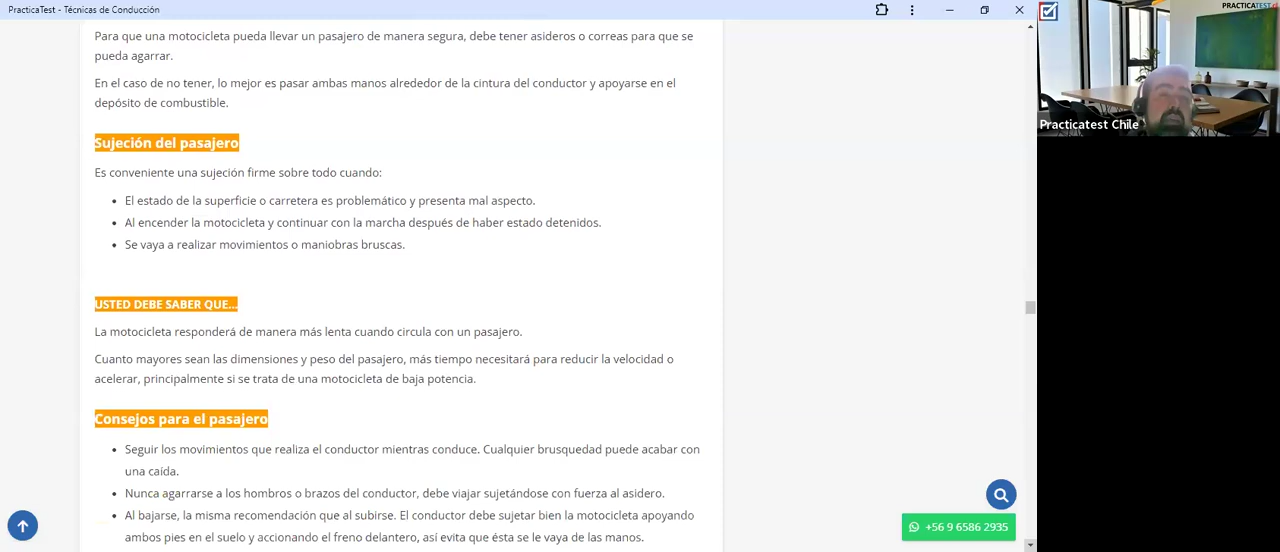 PracticaTest - Técnicas de Conducción
PRACTICATEST
Para que una motocicleta pueda llevar un pasajero de manera segura, debe tener asideros o correas para que se
pueda agarrar.
En el caso de no tener, lo mejor es pasar ambas manos alrededor de la cintura del conductor y apoyarse en el
depósito de combustible.
Practicatest Chile
Sujeción del pasajero
Es conveniente una sujeción firme sobre todo cuando:
• El estado de la superficie o carretera es problemático y presenta mal aspecto.
• Al encender la motocicleta y continuar con la marcha después de haber estado detenidos.
• Se vaya a realizar movimientos o maniobras bruscas.
USTED DEBE SABER QUE...
La motocicleta responderá de manera más lenta cuando circula con un pasajero.
Cuanto mayores sean las dimensiones y peso del pasajero, más tiempo necesitará para reducir la velocidad o
acelerar, principalmente si se trata de una motocicleta de baja potencia.
Consejos para el pasajero
• Seguir los movimientos que realiza el conductor mientras conduce. Cualquier brusquedad puede acabar con
una caída.
• Nunca agarrarse a los hombros o brazos del conductor, debe viajar sujetándose con fuerza al asidero.
• Al bajarse, la misma recomendación que al subirse. El conductor debe sujetar bien la motocicleta apoyando
ambos pies en el suelo y accionando el freno delantero, así evita que ésta se le vaya de las manos.
+56 9 6586 2935